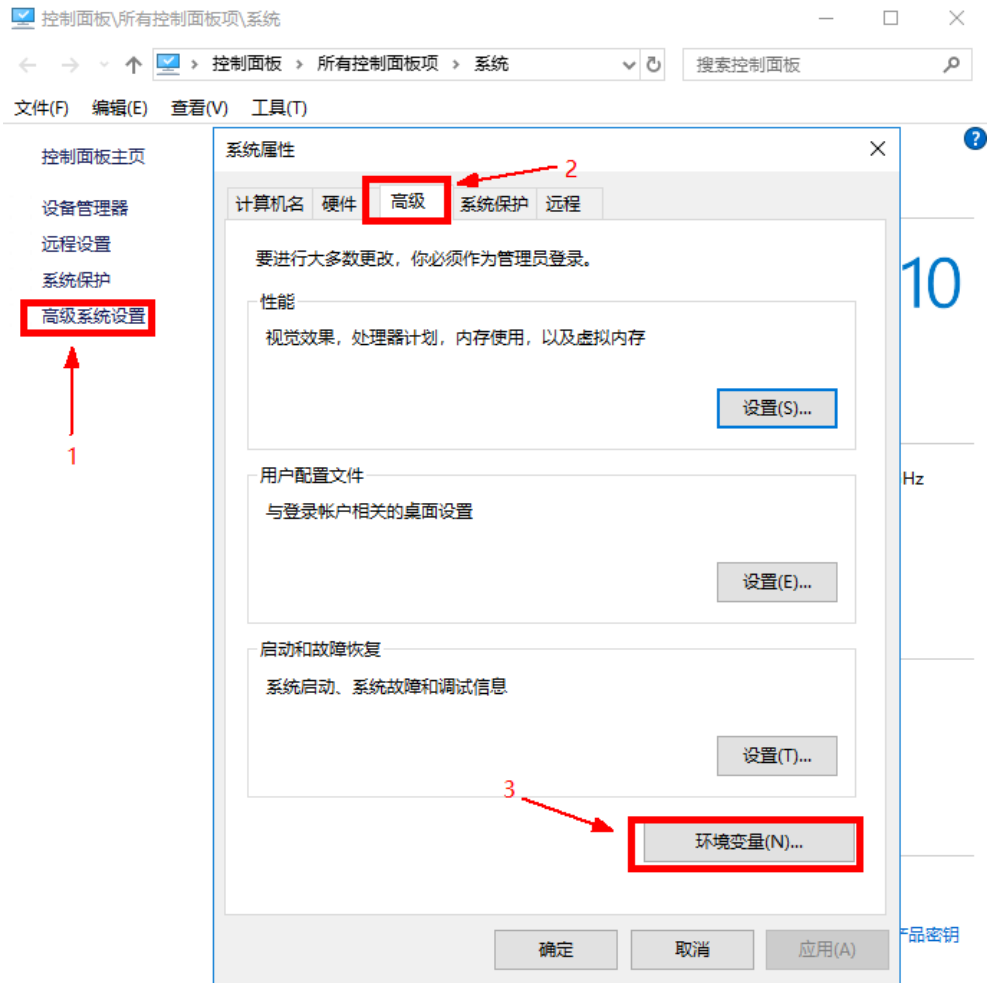 控制面板\所有控制面板项\系统
控制面板 › 所有控制面板项 › 系统
搜索控制面板
文件(F) 编辑(E) 查看(V) 工具(T)
控制面板主页
设备管理器
远程设置
系统保护
高级系统设置
1
系统属性
2
计算机名 硬件 高级 系统保护 远程
要进行大多数更改，你必须作为管理员登录。
性能
视觉效果，处理器计划，内存使用，以及虚拟内存
设置(S)...
用户配置文件
与登录帐户相关的桌面设置
设置(E)...
启动和故障恢复
系统启动、系统故障和调试信息
设置(T)...
3
环境变量(N)...
确定 取消 应用(A)
?
10
Hz
品密钥